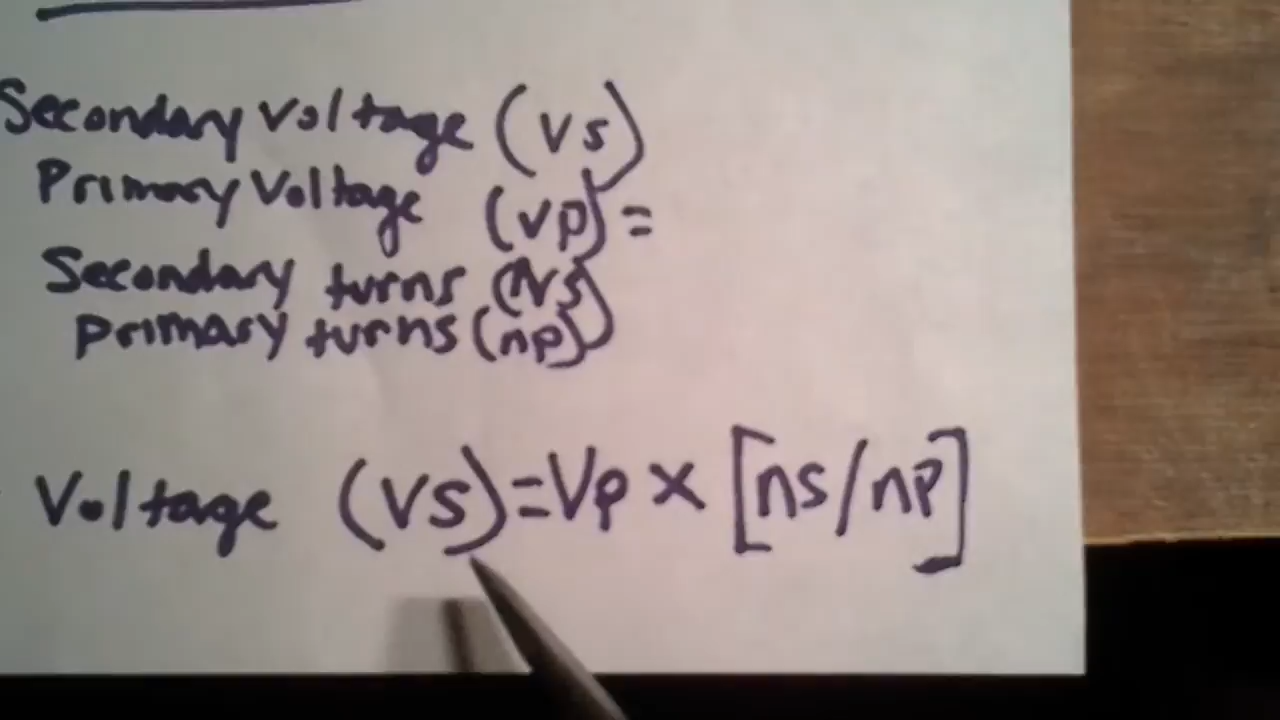 Secondary Voltage (Vs)
Primary Voltage (Vp) =
Secondary turns (Ns)
Primary turns (np)
Voltage (Vs) = Vp x [ns/np]